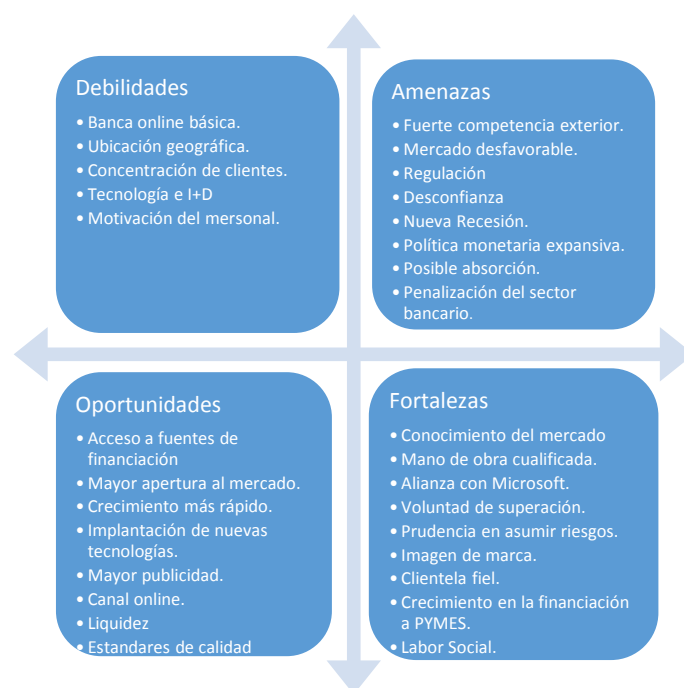 Debilidades
• Banca online básica.
• Ubicación geográfica.
• Concentración de clientes.
• Tecnología e I+D
• Motivación del mersonal.
Amenazas
• Fuerte competencia exterior.
• Mercado desfavorable.
• Regulación
• Desconfianza
• Nueva Recesión.
• Política monetaria expansiva.
• Posible absorción.
• Penalización del sector
bancario.
Oportunidades
• Acceso a fuentes de
financiación
• Mayor apertura al mercado.
• Crecimiento más rápido.
• Implantación de nuevas
tecnologías.
• Mayor publicidad.
• Canal online.
• Liquidez
• Estandares de calidad
Fortalezas
• Conocimiento del mercado
• Mano de obra cualificada.
• Alianza con Microsoft.
• Voluntad de superación.
• Prudencia en asumir riesgos.
• Imagen de marca.
• Clientela fiel.
• Crecimiento en la financiación
a PYMES.
• Labor Social.